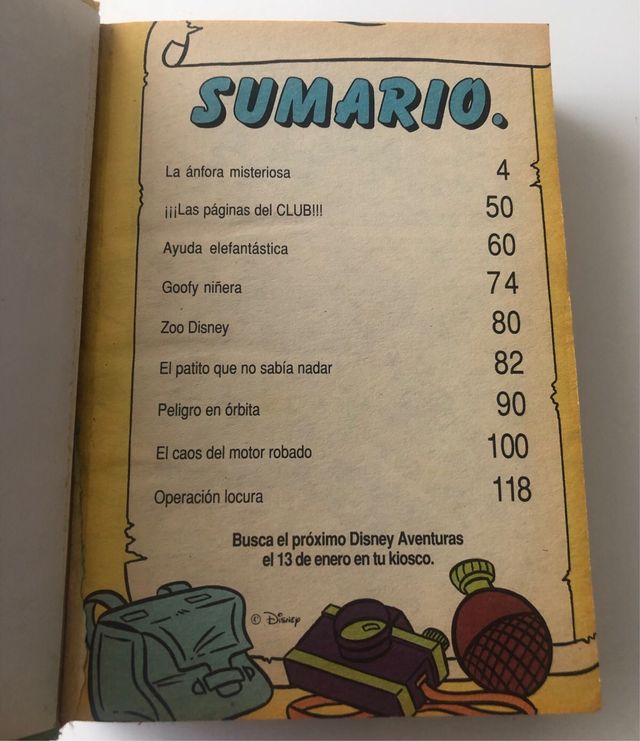 SUMARIO.
La ánfora misteriosa 4
¡¡¡Las páginas del CLUB!!! 50
Ayuda elefantástica 60
Goofy niñera 74
Zoo Disney 80
El patito que no sabía nadar 82
Peligro en órbita 90
El caos del motor robado 100
Operación locura 118
Busca el próximo Disney Aventuras
el 13 de enero en tu kiosco.
© Disney